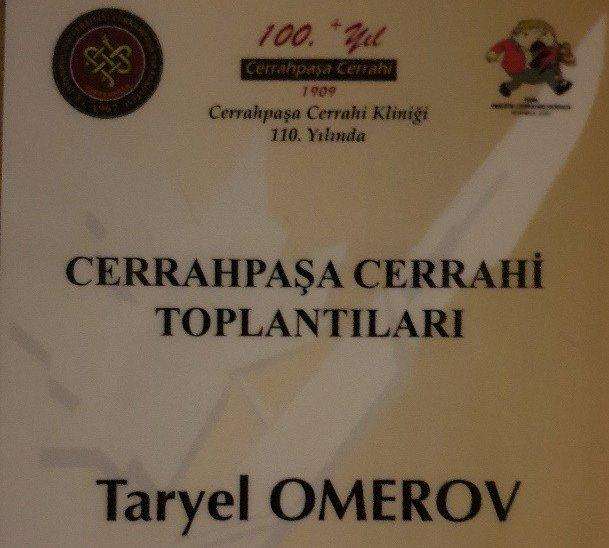 100.+ Yıl
Cerrahpaşa Cerrahi
1909
Cerrahpaşa Cerrahi Kliniği
110. Yılında
CERRAHPAŞA CERRAHİ
TOPLANTILARI
Taryel OMEROV